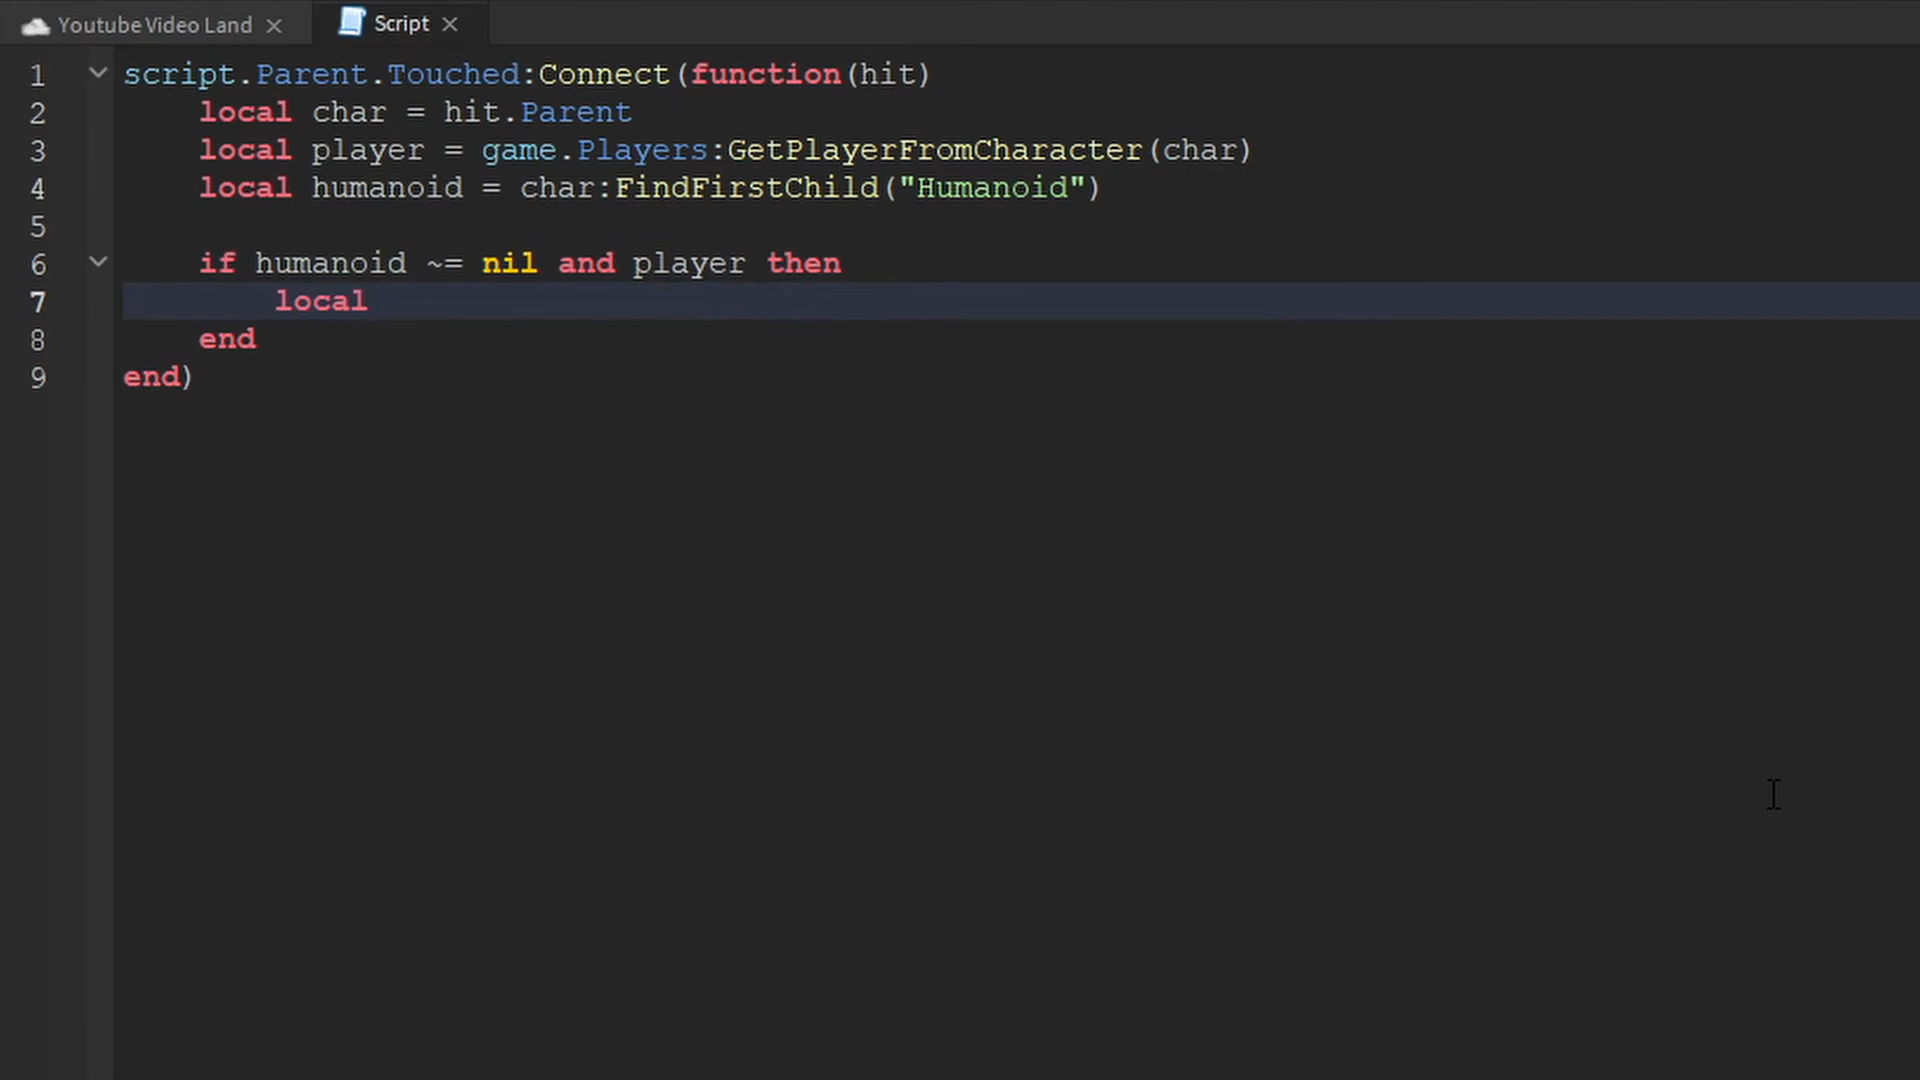 Youtube Video Land Script
1 script.Parent.Touched:Connect(function(hit)
2 local char = hit.Parent
3 local player = game.Players:GetPlayerFromCharacter(char)
4 local humanoid = char:FindFirstChild("Humanoid")
5
6 if humanoid ~= nil and player then
7 local
8 end
9 end)